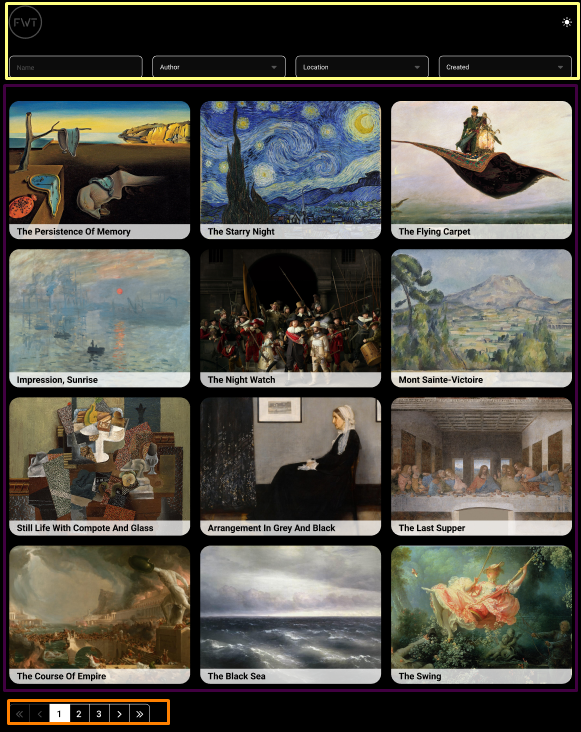 FWT
Name
Author
Location
Created
The Persistence Of Memory
The Starry Night
The Flying Carpet
Impression, Sunrise
The Night Watch
Mont Sainte-Victoire
Still Life With Compote And Glass
Arrangement In Grey And Black
The Last Supper
The Course Of Empire
The Black Sea
The Swing
« ‹ 1 2 3 › »